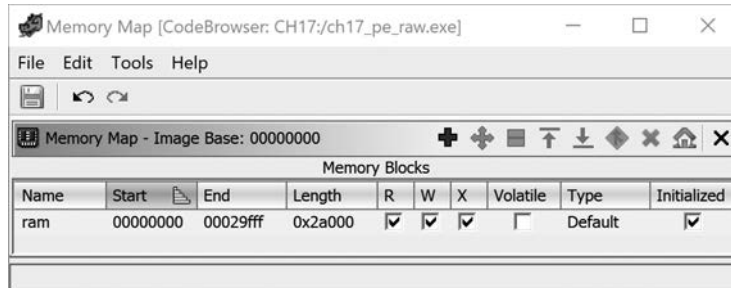 Memory Map [CodeBrowser: CH17:/ch17_pe_raw.exe]
File Edit Tools Help
Memory Map - Image Base: 00000000
Memory Blocks
Name Start End Length R W X Volatile Type Initialized
ram 00000000 00029fff 0x2a000 Default